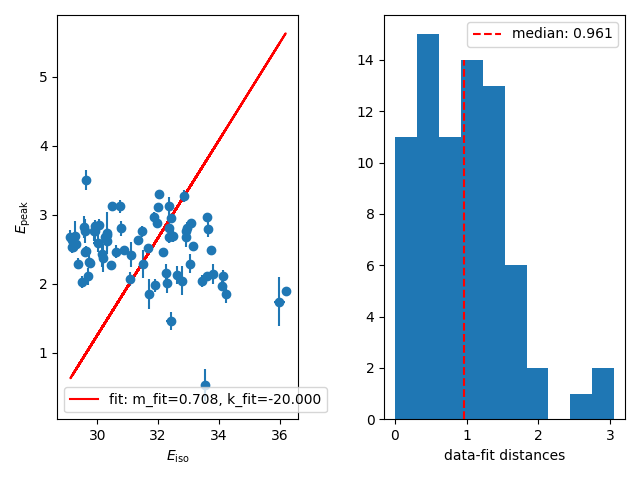 5
4
3
2
1
E_peak
fit: m_fit=0.708, k_fit=-20.000
30 32 34 36
E_iso
median: 0.961
14
12
10
8
6
4
2
0
0 1 2 3
data-fit distances